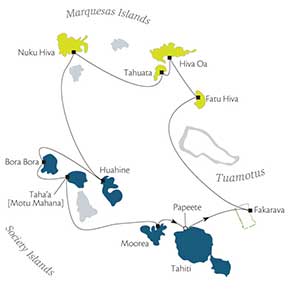 Marquesas Islands
Nuku Hiva
Hiva Oa
Tahuata
Fatu Hiva
Tuamotus
Bora Bora
Huahine
Taha'a
[Motu Mahana]
Papeete
Fakarava
Moorea
Tahiti
Society Islands